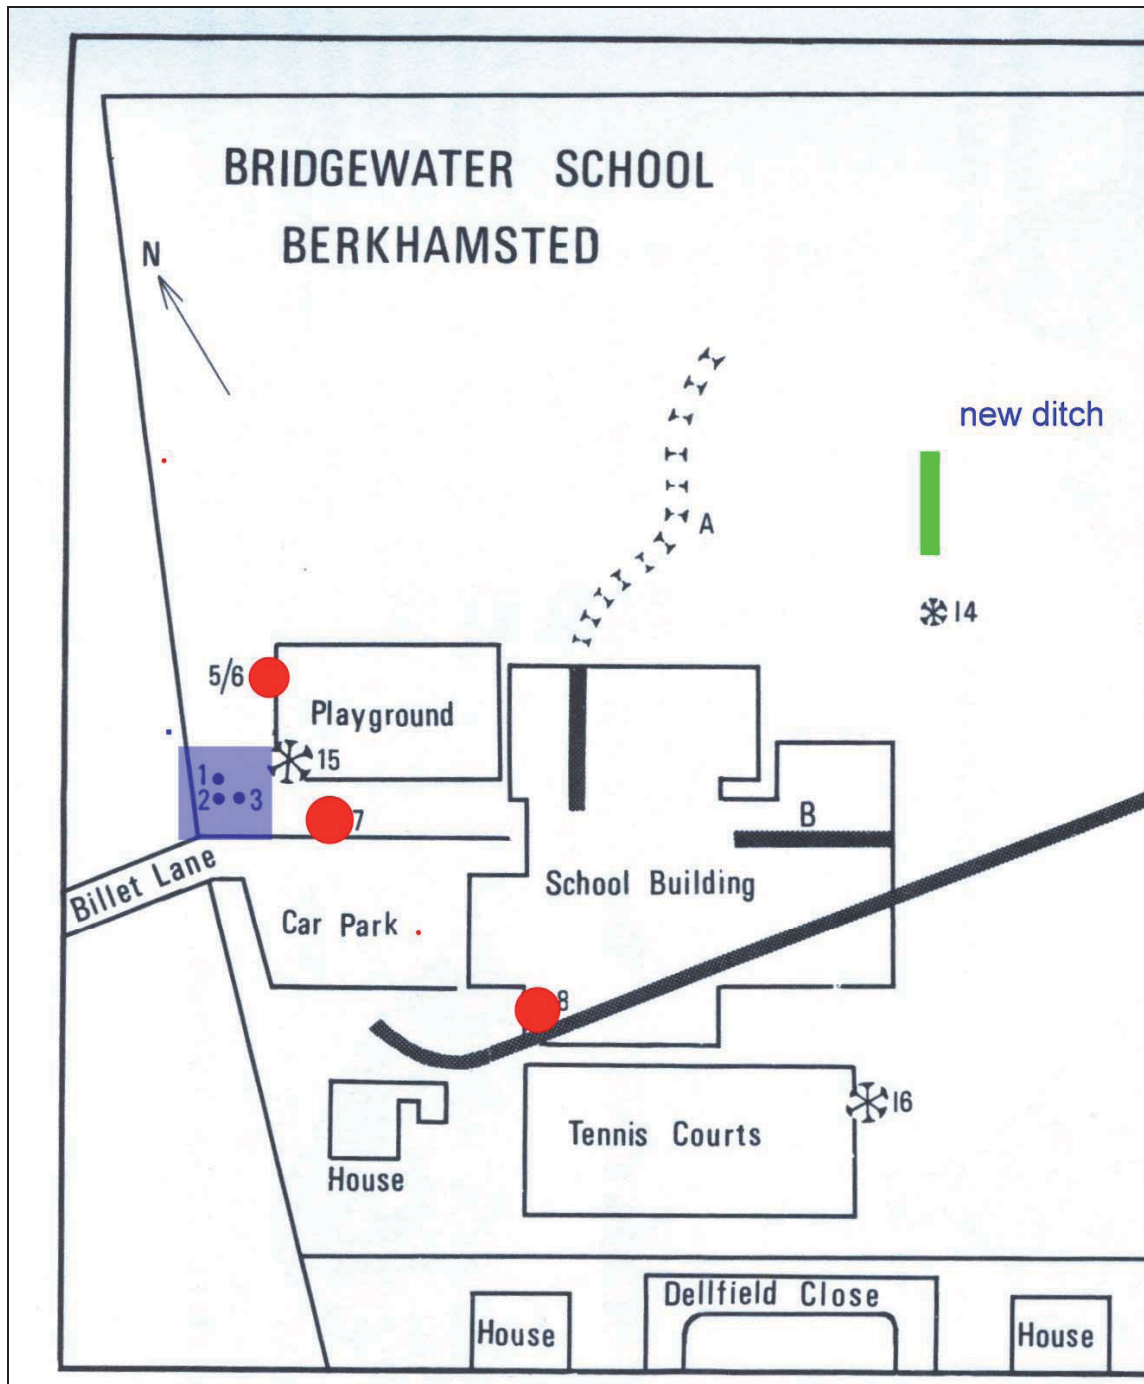 BRIDGEWATER SCHOOL
BERKHAMSTED
N
new ditch
A
14
5/6
Playground
15
1
2 3
7
B
Billet Lane
School Building
Car Park
8
16
Tennis Courts
House
Dellfield Close
House
House